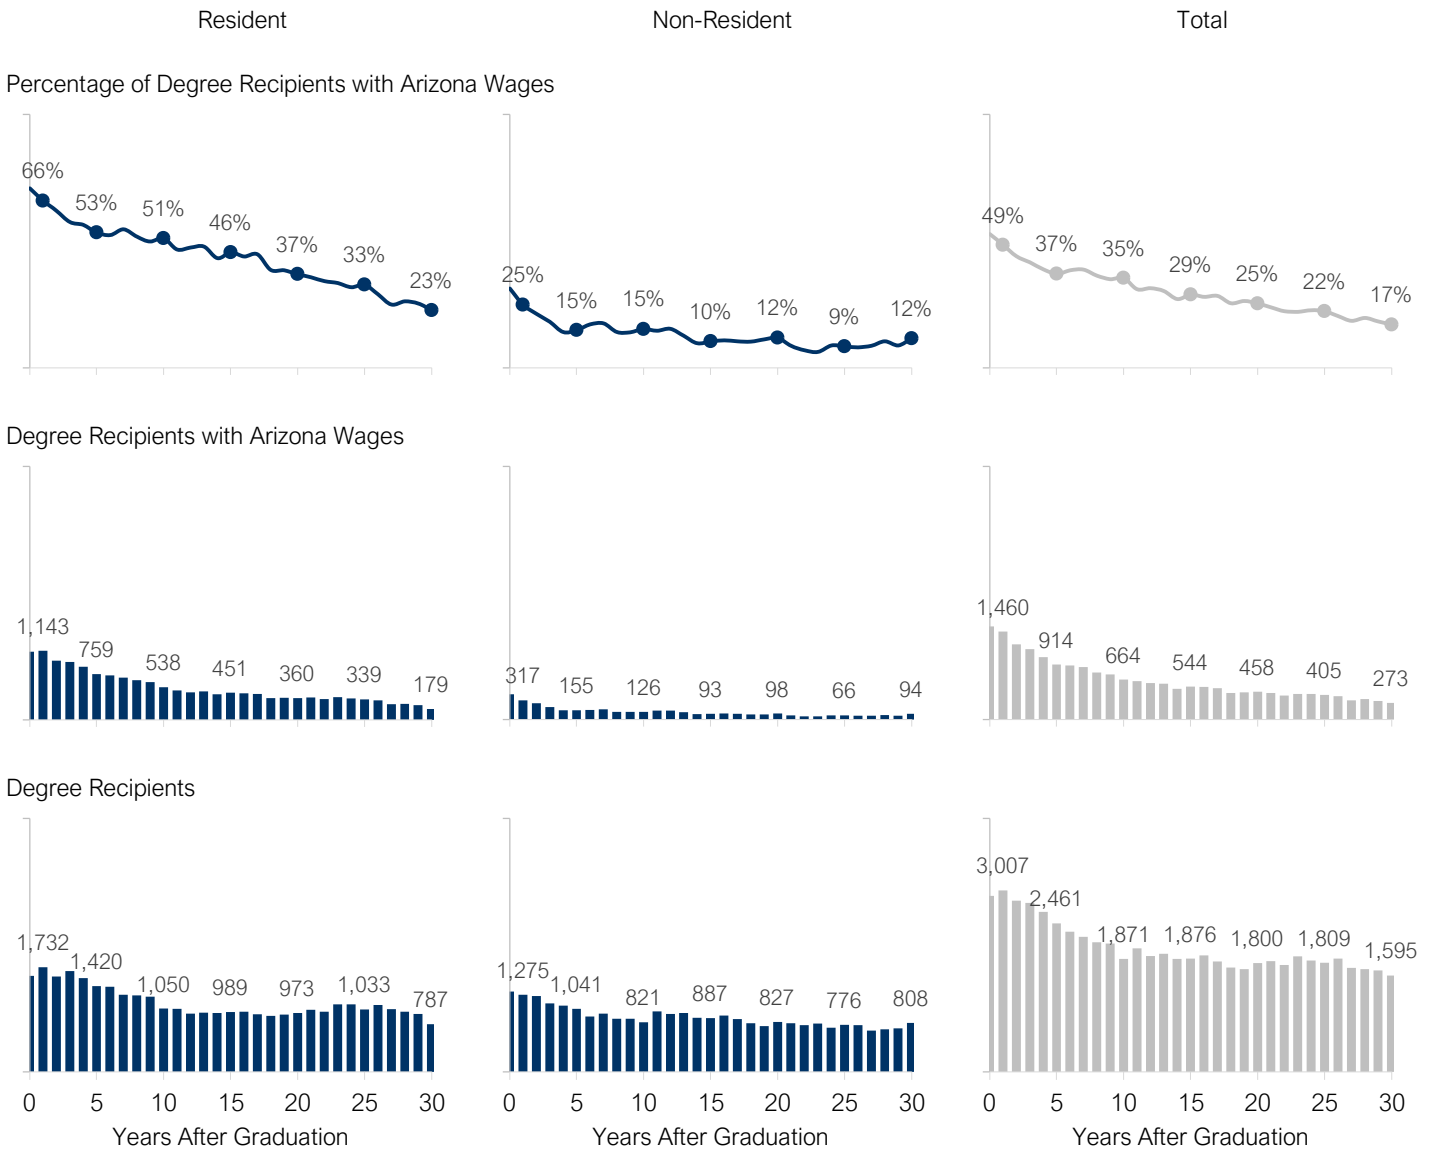 Resident Non-Resident Total
Percentage of Degree Recipients with Arizona Wages
66% 53% 51% 46% 37% 33% 23%
25% 15% 15% 10% 12% 9% 12%
49% 37% 35% 29% 25% 22% 17%
Degree Recipients with Arizona Wages
1,143 759 538 451 360 339 179
317 155 126 93 98 66 94
1,460 914 664 544 458 405 273
Degree Recipients
1,732 1,420 1,050 989 973 1,033 787
1,275 1,041 821 887 827 776 808
3,007 2,461 1,871 1,876 1,800 1,809 1,595
0 5 10 15 20 25 30 0 5 10 15 20 25 30 0 5 10 15 20 25 30
Years After Graduation Years After Graduation Years After Graduation